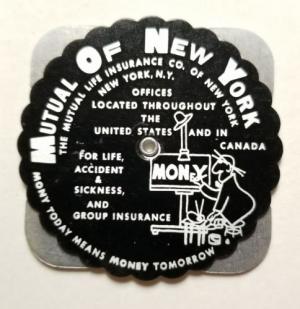 MUTUAL OF NEW YORK
THE MUTUAL LIFE INSURANCE CO. OF NEW YORK
NEW YORK, N.Y.
OFFICES
LOCATED THROUGHOUT
THE
UNITED STATES AND IN
CANADA
FOR LIFE,
ACCIDENT
&
SICKNESS,
AND
GROUP INSURANCE
MONEY
MONY TODAY MEANS MONEY TOMORROW